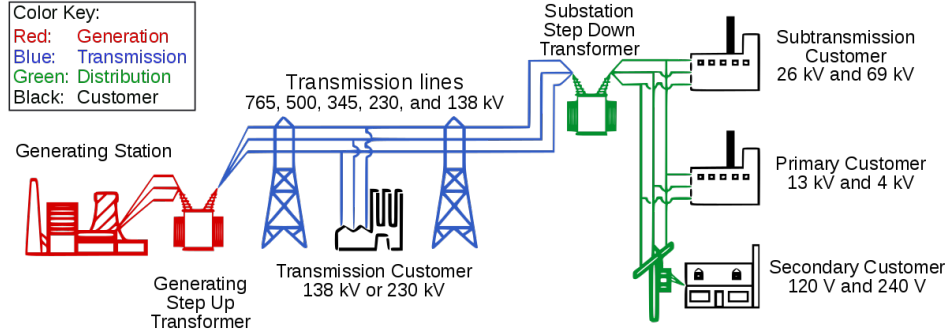 Color Key:
Red: Generation
Blue: Transmission
Green: Distribution
Black: Customer
Generating Station
Generating
Step Up
Transformer
Transmission lines
765, 500, 345, 230, and 138 kV
Transmission Customer
138 kV or 230 kV
Substation
Step Down
Transformer
Subtransmission
Customer
26 kV and 69 kV
Primary Customer
13 kV and 4 kV
Secondary Customer
120 V and 240 V